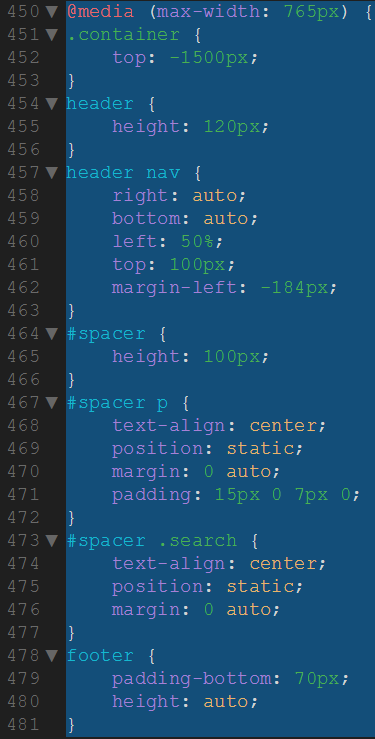 450 ▼ @media (max-width: 765px) {
451 ▼ .container {
452 top: -1500px;
453 }
454 ▼ header {
455 height: 120px;
456 }
457 ▼ header nav {
458 right: auto;
459 bottom: auto;
460 left: 50%;
461 top: 100px;
462 margin-left: -184px;
463 }
464 ▼ #spacer {
465 height: 100px;
466 }
467 ▼ #spacer p {
468 text-align: center;
469 position: static;
470 margin: 0 auto;
471 padding: 15px 0 7px 0;
472 }
473 ▼ #spacer .search {
474 text-align: center;
475 position: static;
476 margin: 0 auto;
477 }
478 ▼ footer {
479 padding-bottom: 70px;
480 height: auto;
481 }